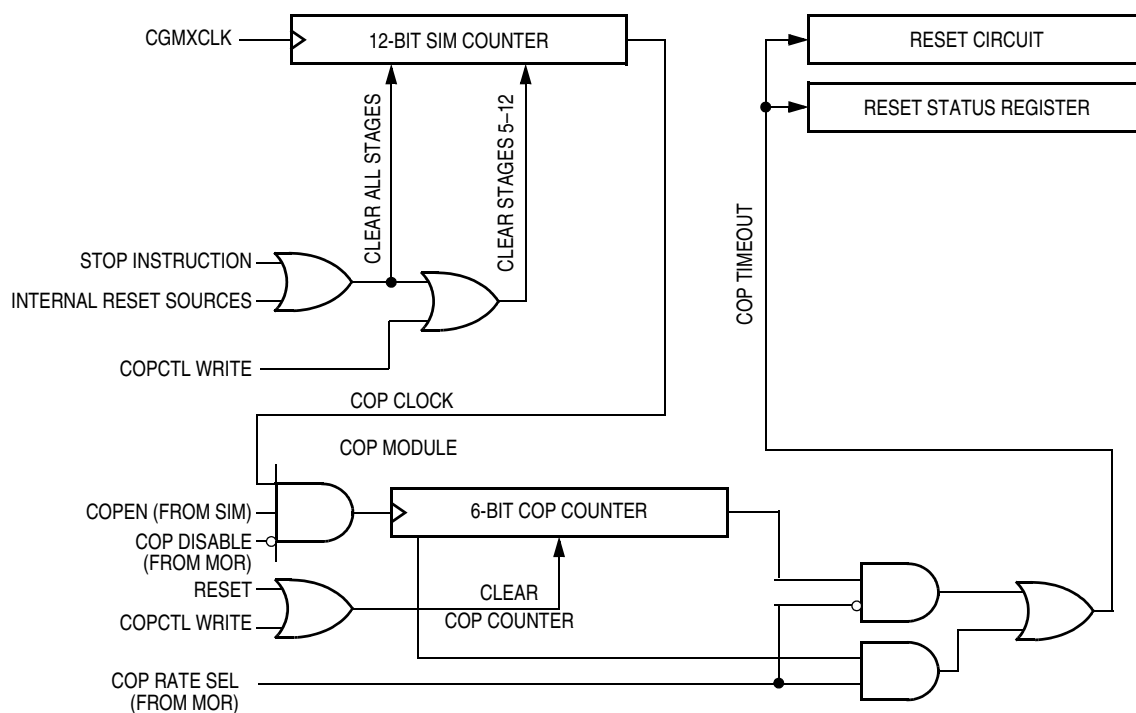 CGMXCLK
12-BIT SIM COUNTER
RESET CIRCUIT
RESET STATUS REGISTER
CLEAR ALL STAGES
CLEAR STAGES 5–12
COP TIMEOUT
STOP INSTRUCTION
INTERNAL RESET SOURCES
COPCTL WRITE
COP CLOCK
COP MODULE
COPEN (FROM SIM)
6-BIT COP COUNTER
COP DISABLE
(FROM MOR)
RESET
CLEAR
COP COUNTER
COPCTL WRITE
COP RATE SEL
(FROM MOR)